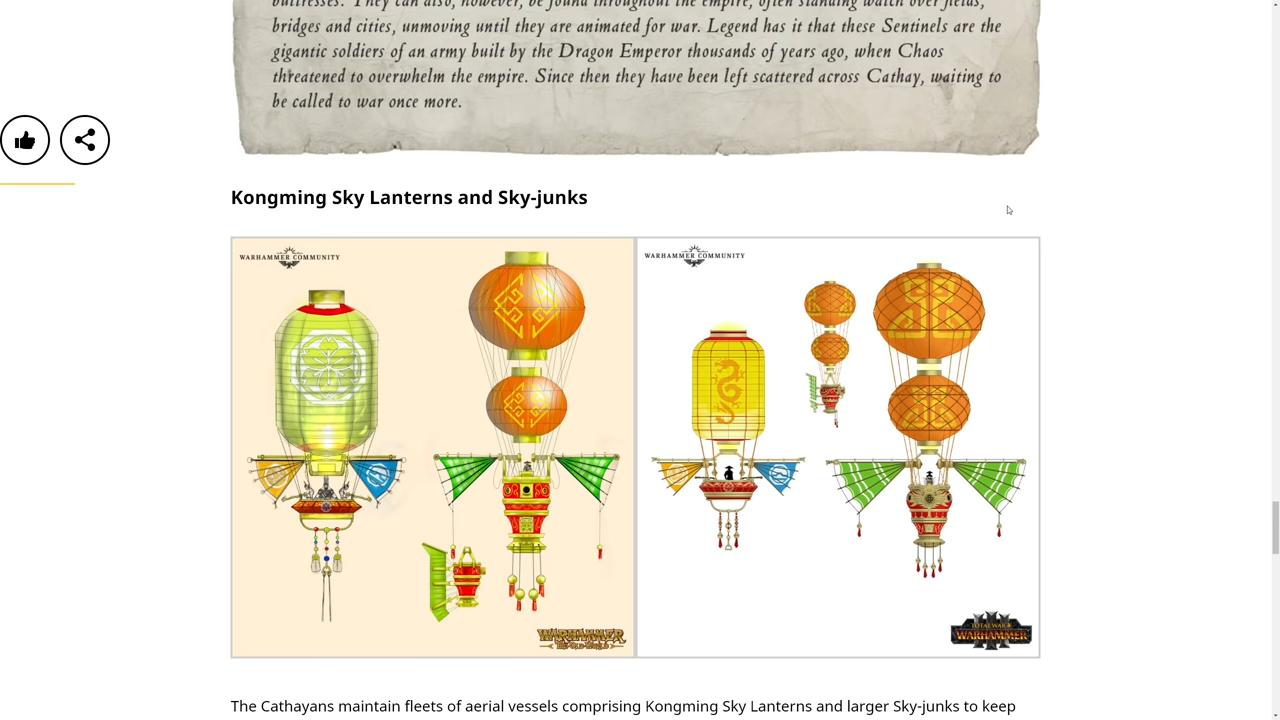 buttresses. They can also, however, be found throughout the empire, often standing watch over fields,
bridges and cities, unmoving until they are animated for war. Legend has it that these Sentinels are the
gigantic soldiers of an army built by the Dragon Emperor thousands of years ago, when Chaos
threatened to overwhelm the empire. Since then they have been left scattered across Cathay, waiting to
be called to war once more.
Kongming Sky Lanterns and Sky-junks
WARHAMMER COMMUNITY
WARHAMMER COMMUNITY
WARHAMMER
THE OLD WORLD
TOTAL WAR
WARHAMMER
III
The Cathayans maintain fleets of aerial vessels comprising Kongming Sky Lanterns and larger Sky-junks to keep